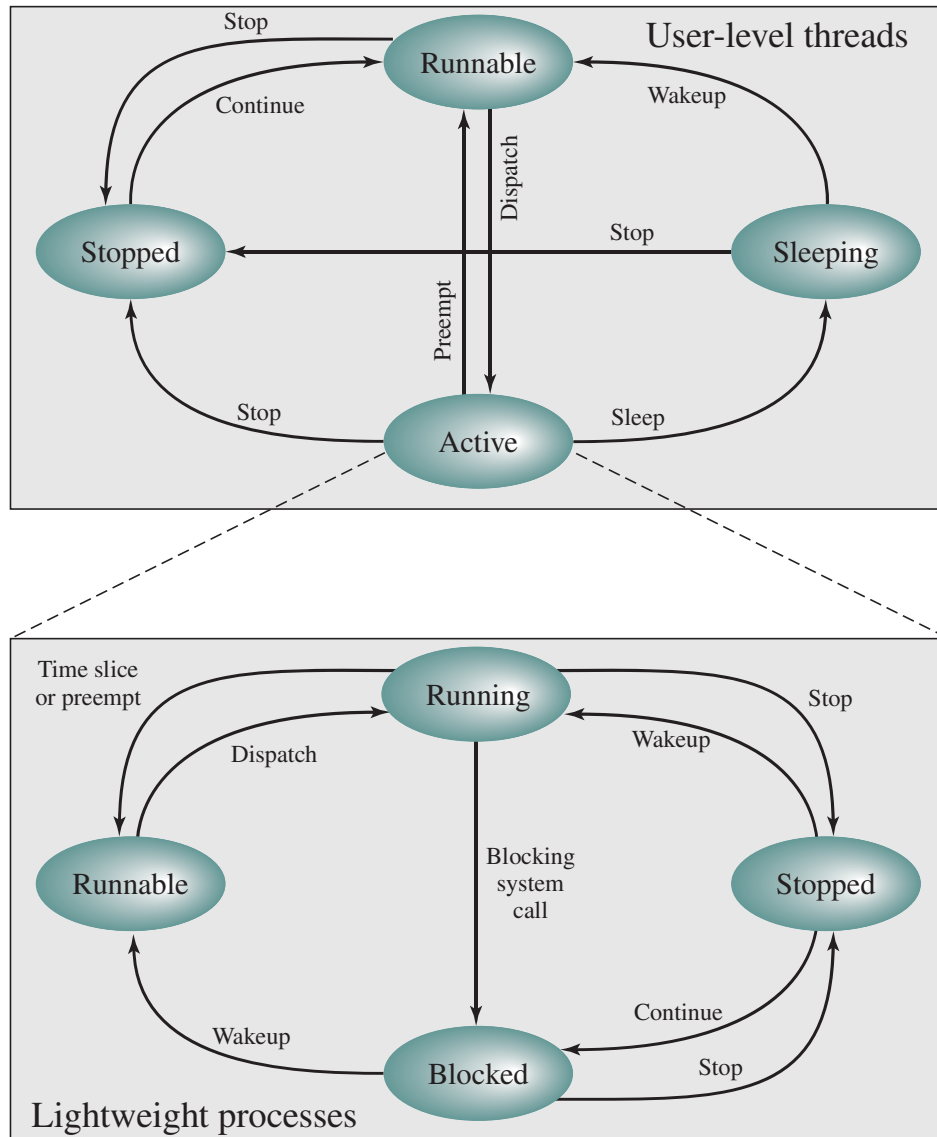 Stop
User-level threads
Runnable
Wakeup
Continue
Dispatch
Stopped
Stop
Sleeping
Preempt
Stop
Sleep
Active
Time slice
or preempt
Running
Stop
Wakeup
Dispatch
Runnable
Blocking
system
call
Stopped
Continue
Wakeup
Stop
Blocked
Lightweight processes